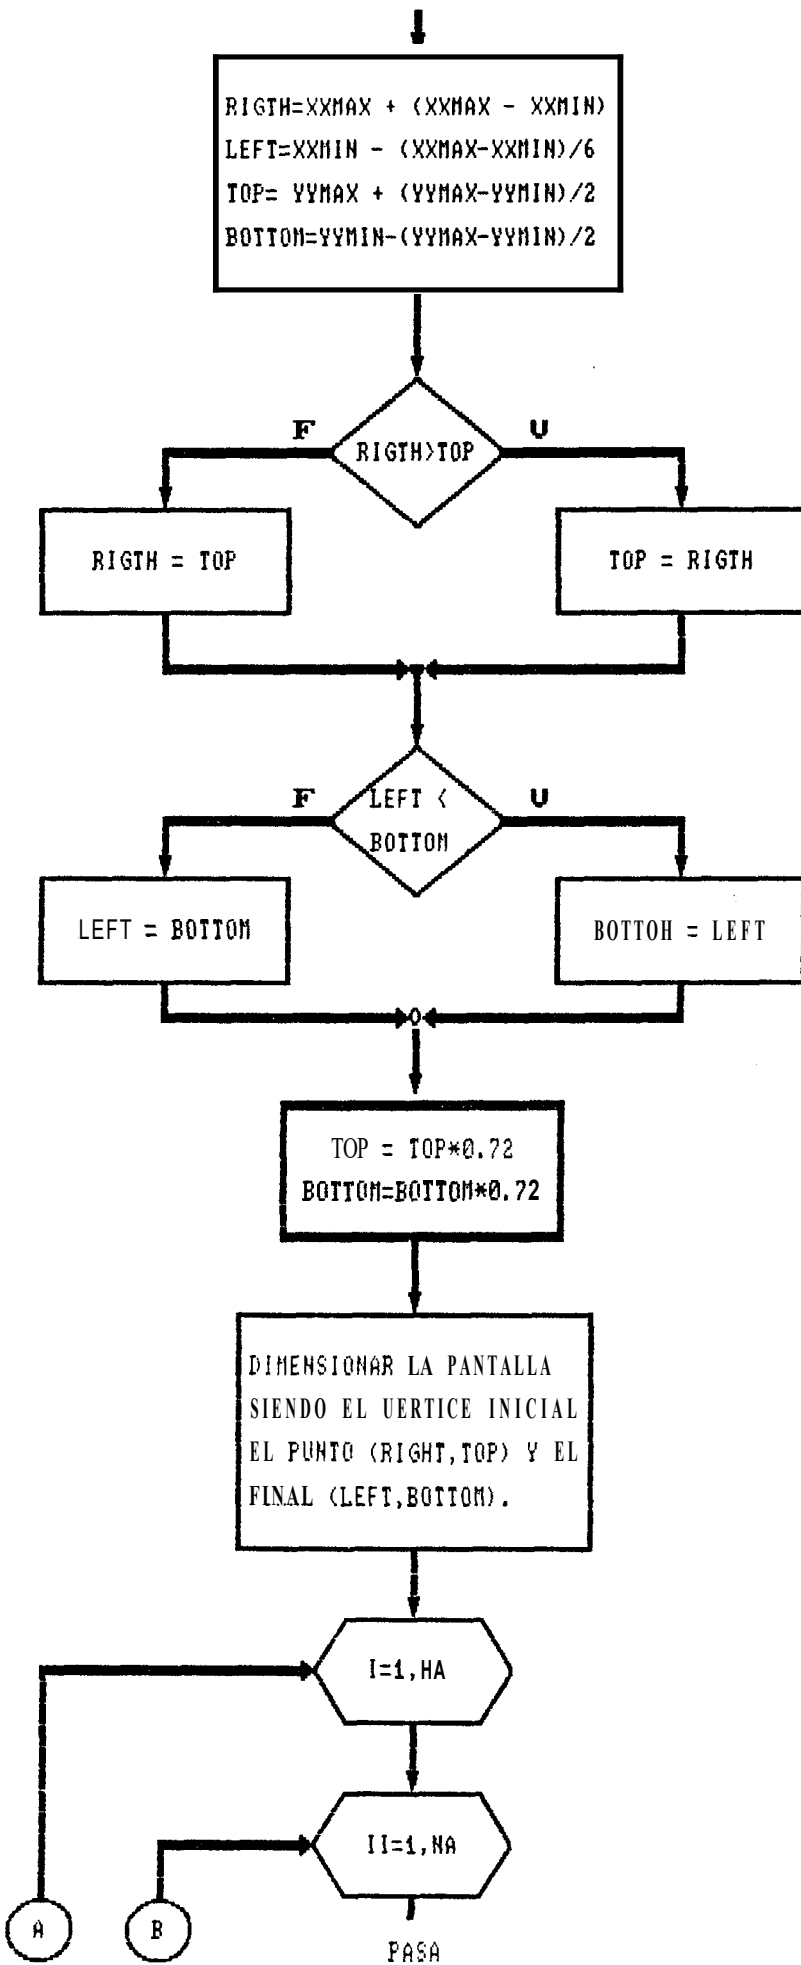 RIGTH=XXMAX + (XXMAX - XXMIN)
LEFT=XXMIN - (XXMAX-XXMIN)/6
TOP= YYMAX + (YYMAX-YYMIN)/2
BOTTOM=YYMIN-(YYMAX-YYMIN)/2
F
RIGTH>TOP
V
RIGTH = TOP
TOP = RIGTH
F
LEFT <
BOTTOM
V
LEFT = BOTTOM
BOTTOH = LEFT
TOP = TOP*0.72
BOTTOM=BOTTOM*0.72
DIMENSIONAR LA PANTALLA
SIENDO EL UERTICE INICIAL
EL PUNTO (RIGHT,TOP) Y EL
FINAL (LEFT,BOTTOM).
I=1,HA
II=1,NA
A
B
PASA